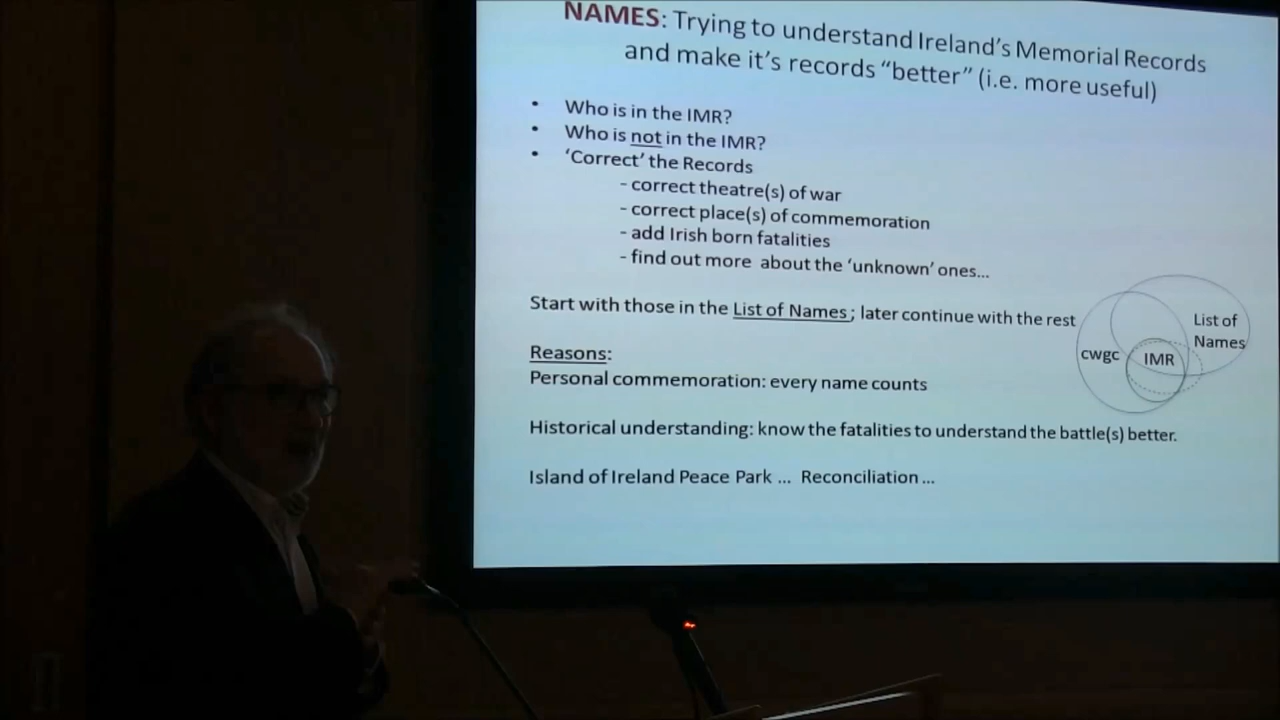 NAMES: Trying to understand Ireland's Memorial Records
and make it's records "better" (i.e. more useful)
• Who is in the IMR?
• Who is not in the IMR?
• 'Correct' the Records
- correct theatre(s) of war
- correct place(s) of commemoration
- add Irish born fatalities
- find out more about the 'unknown' ones...
Start with those in the List of Names ; later continue with the rest
List of
Names
cwgc
IMR
Reasons:
Personal commemoration: every name counts
Historical understanding: know the fatalities to understand the battle(s) better.
Island of Ireland Peace Park ... Reconciliation ...